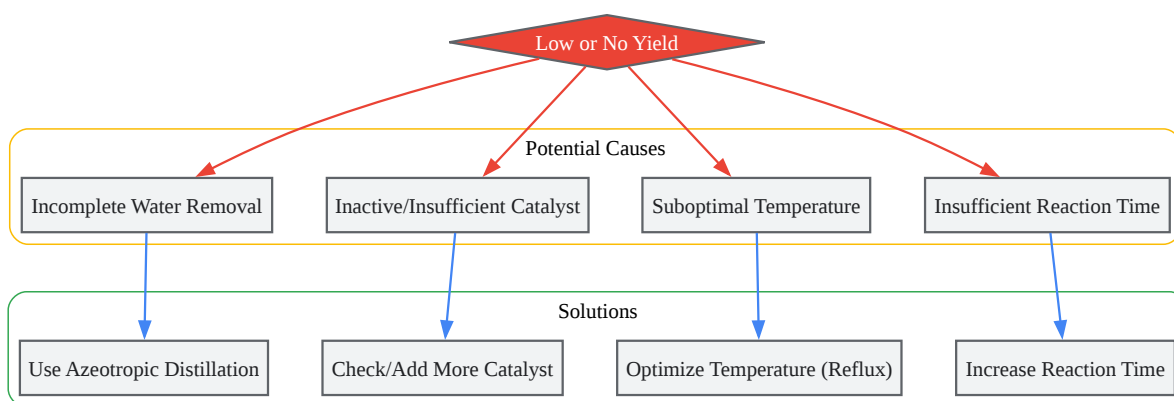 Low or No Yield
Potential Causes
Incomplete Water Removal
Inactive/Insufficient Catalyst
Suboptimal Temperature
Insufficient Reaction Time
Solutions
Use Azeotropic Distillation
Check/Add More Catalyst
Optimize Temperature (Reflux)
Increase Reaction Time